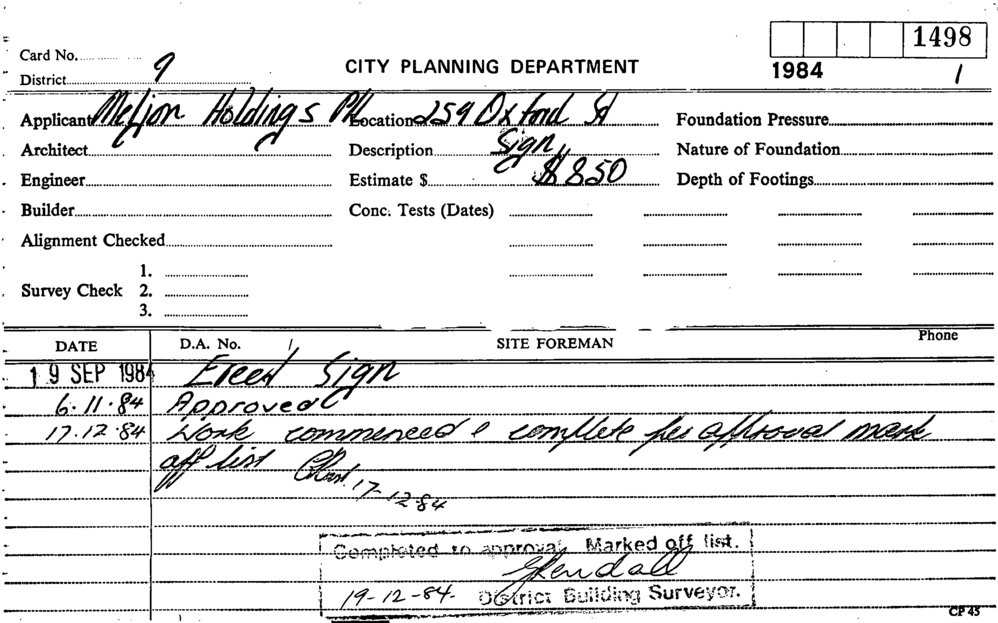 1498
Card No.
9
District
CITY PLANNING DEPARTMENT
1984 1
Applicant Meljon Holdings P/L Location 259 Oxford St Foundation Pressure
Architect Description Sign Nature of Foundation
Engineer Estimate $ $850 Depth of Footings
Builder Conc. Tests (Dates)
Alignment Checked
1.
Survey Check 2.
3.
DATE D.A. No. SITE FOREMAN Phone
19 SEP 1984 Erect Sign
6.11.84 Approved
17.12.84 Work commenced & complete per approval mark
off list 17-12-84
Completed to approval. Marked off list.
19-12-84. District Building Surveyor.
CP 45